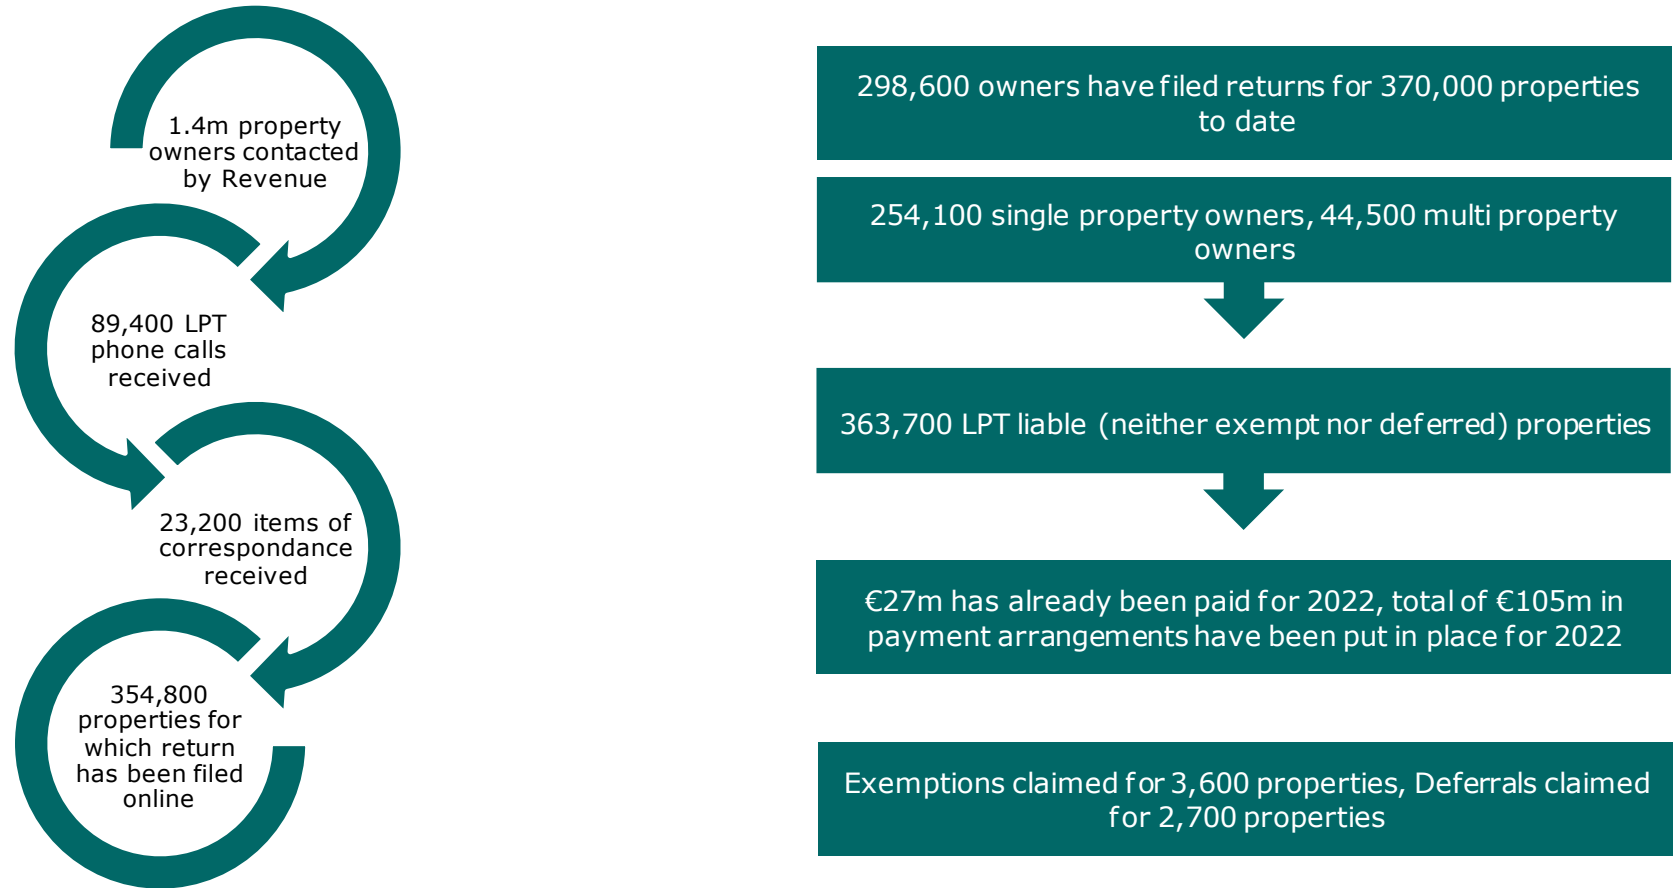 1.4m property
owners contacted
by Revenue
89,400 LPT
phone calls
received
23,200 items of
correspondance
received
354,800
properties for
which return
has been filed
online
298,600 owners have filed returns for 370,000 properties
to date
254,100 single property owners, 44,500 multi property
owners
363,700 LPT liable (neither exempt nor deferred) properties
€27m has already been paid for 2022, total of €105m in
payment arrangements have been put in place for 2022
Exemptions claimed for 3,600 properties, Deferrals claimed
for 2,700 properties